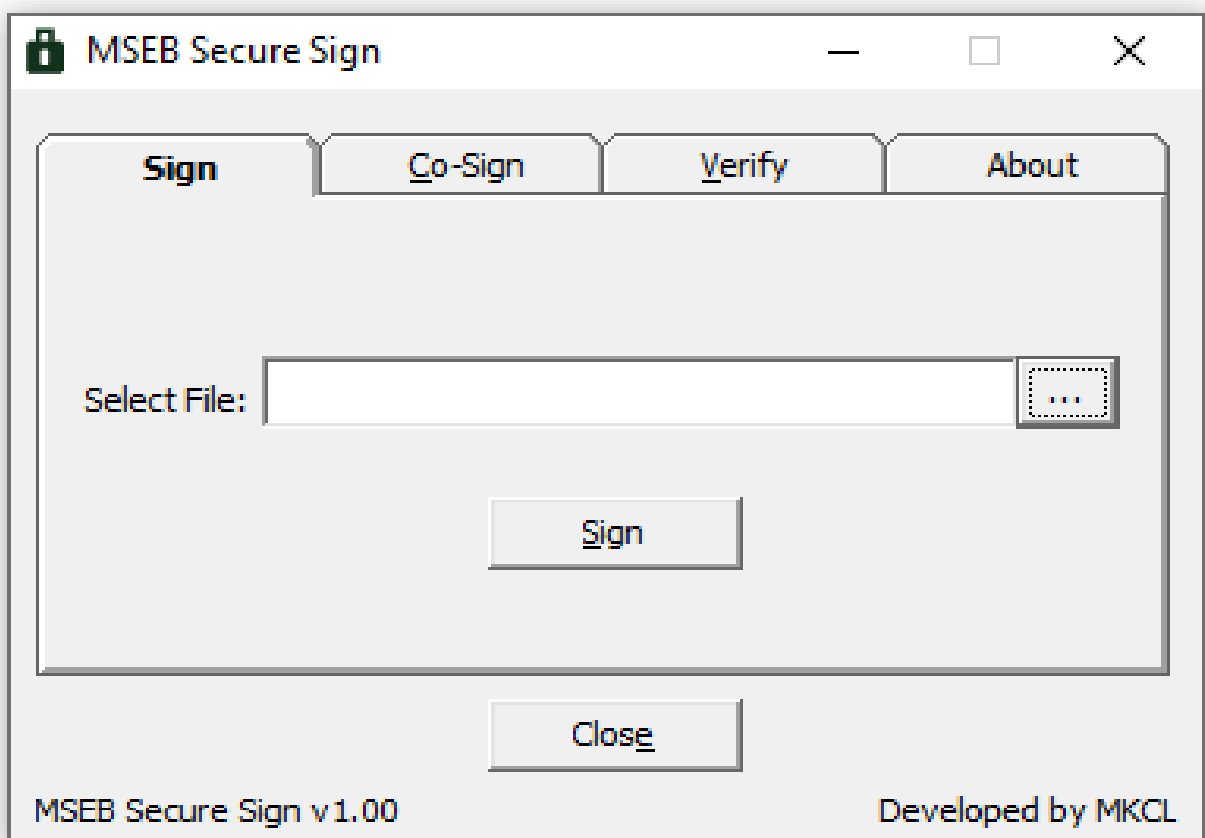 MSEB Secure Sign
Sign Co-Sign Verify About
Select File: ...
Sign
Close
MSEB Secure Sign v1.00 Developed by MKCL